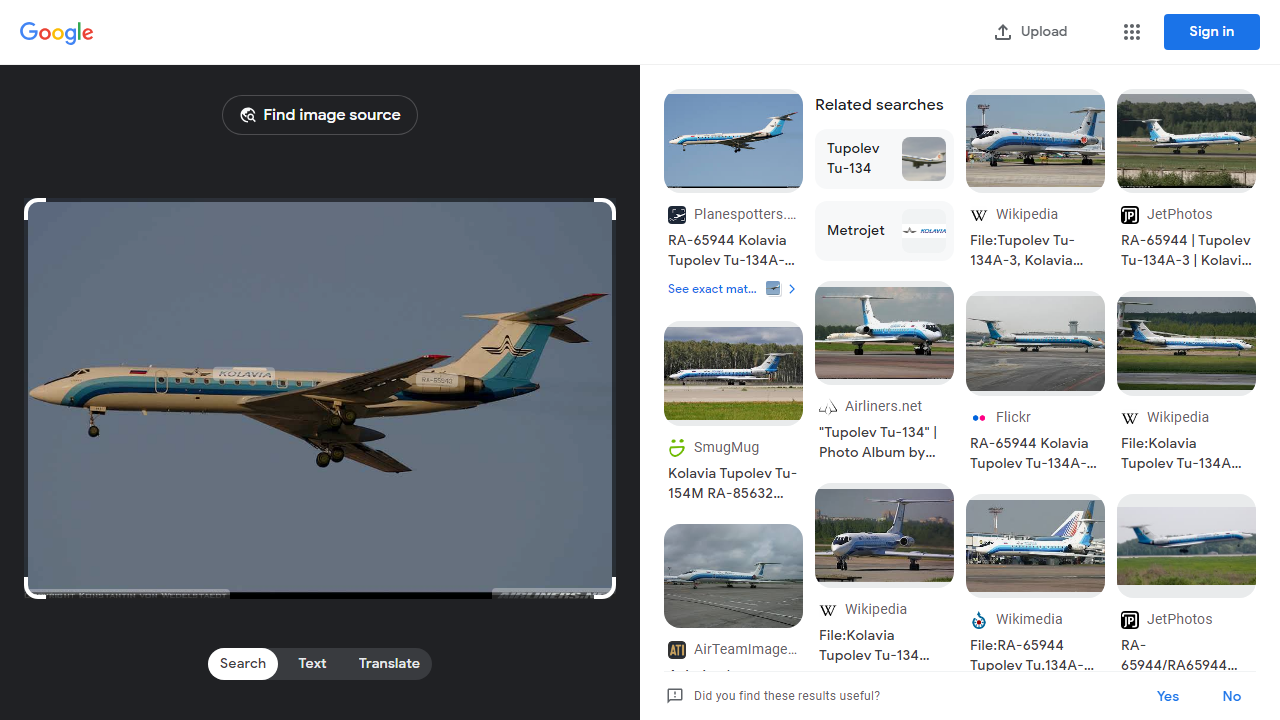 Google
Upload
Sign in
Find image source
KOLAVIA
Search
Text
Translate
Planespotters....
RA-65944 Kolavia
Tupolev Tu-134A-...
See exact mat...
SmugMug
Kolavia Tupolev Tu-
154M RA-85632...
AirTeamImage...
Related searches
Tupolev
Tu-134
Metrojet
KOLAVIA
Airliners.net
"Tupolev Tu-134" |
Photo Album by...
Wikipedia
File:Kolavia
Tupolev Tu-134...
Wikipedia
File:Tupolev Tu-
134A-3, Kolavia...
Flickr
RA-65944 Kolavia
Tupolev Tu-134A-...
Wikimedia
File:RA-65944
Tupolev Tu.134A-...
JetPhotos
RA-65944 | Tupolev
Tu-134A-3 | Kolavi...
Wikipedia
File:Kolavia
Tupolev Tu-134A...
JetPhotos
RA-
65944/RA65944...
Did you find these results useful?
Yes
No